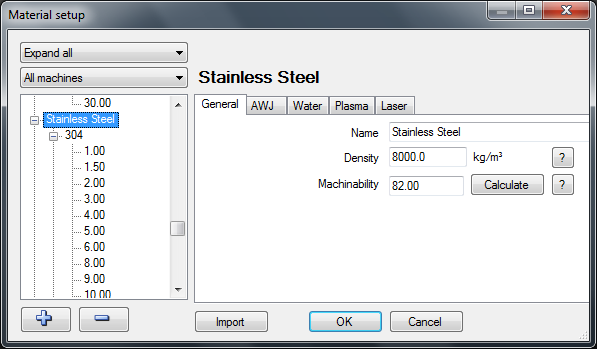 Material setup
Expand all
All machines
30.00
Stainless Steel
304
1.00
1.50
2.00
3.00
4.00
5.00
6.00
8.00
9.00
10.00
Stainless Steel
General AWJ Water Plasma Laser
Name Stainless Steel
Density 8000.0 kg/m³ ?
Machinability 82.00 Calculate ?
Import OK Cancel